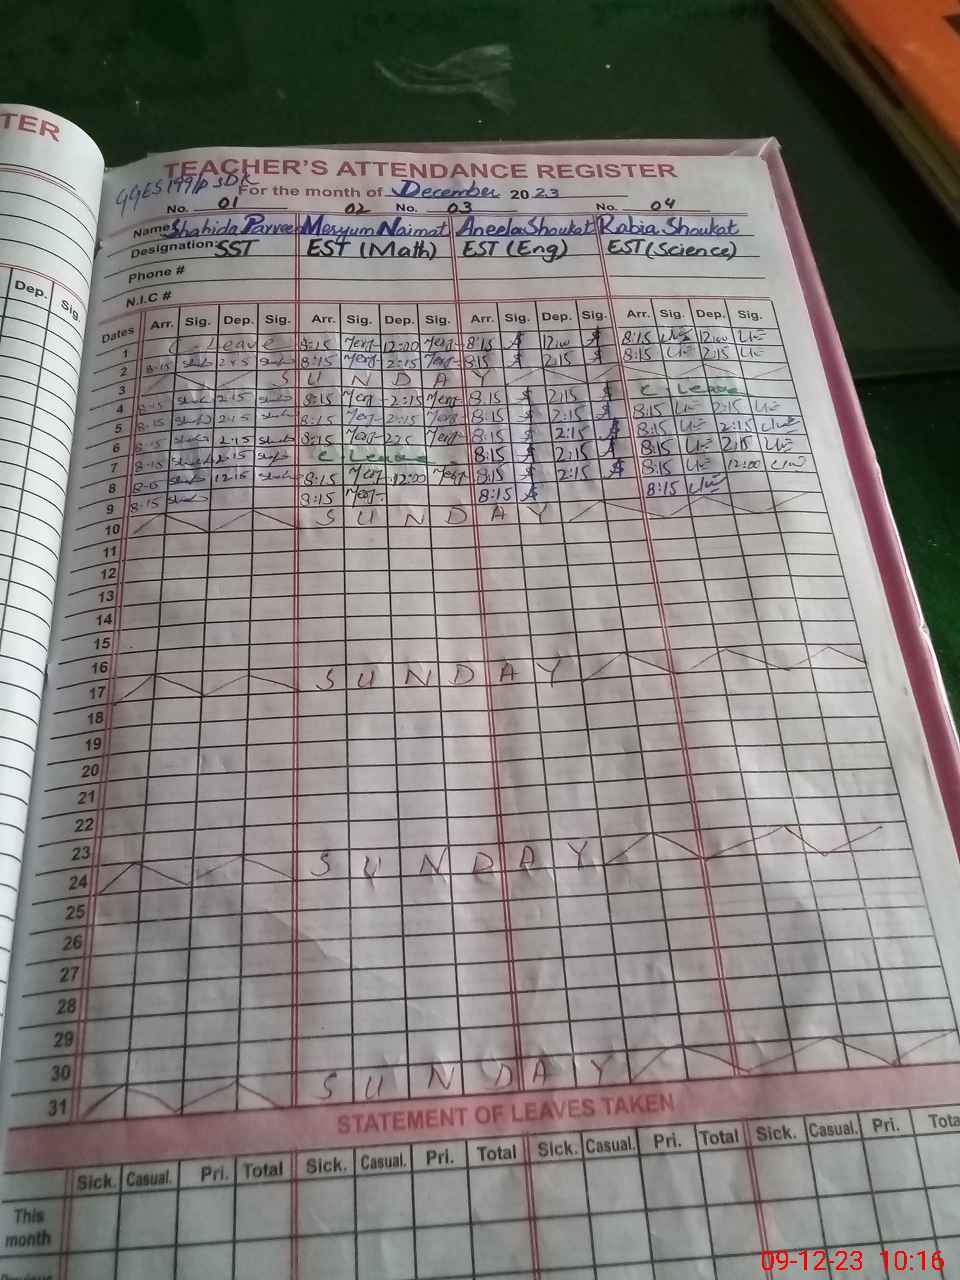 TER
TEACHER'S ATTENDANCE REGISTER
GGES 199/P SDK
For the month of December 2023
No. 01 02 No. 03 No. 04
Name Shahida Parveen Mesyum Naimat Aneela Shoukat Rabia Shoukat
Designation: SST EST (Math) EST (Eng) EST (Science)
Phone #
N.I.C #
Dep. Sig.
Dates Arr. Sig. Dep. Sig. Arr. Sig. Dep. Sig. Arr. Sig. Dep. Sig. Arr. Sig. Dep. Sig.
1 C-Leave 8:15 12:00 8:15 12:00 8:15 12:00
2 8:15 2:15 8:15 2:15 8:15 2:15 8:15 2:15
3 SUNDAY
4 8:15 2:15 8:15 2:15 8:15 2:15 C. Leave
5 8:15 2:15 8:15 2:15 8:15 2:15 8:15 2:15
6 8:15 2:15 8:15 8:15 2:15 8:15 2:15
7 8:15 2:15 C Leave 8:15 2:15 8:15 2:15
8 12:15 8:15 12:00 8:15 2:15 8:15 12:00
9 8:15 8:15 8:15 8:15
10 SUNDAY
11
12
13
14
15
16
17 SUNDAY
18
19
20
21
22
23
24 SUNDAY
25
26
27
28
29
30
31 SUNDAY
STATEMENT OF LEAVES TAKEN
Sick. Casual. Pri. Total Sick. Casual. Pri. Total Sick. Casual. Pri. Total Sick. Casual. Pri. Tota
This
month
09-12-23 10:16